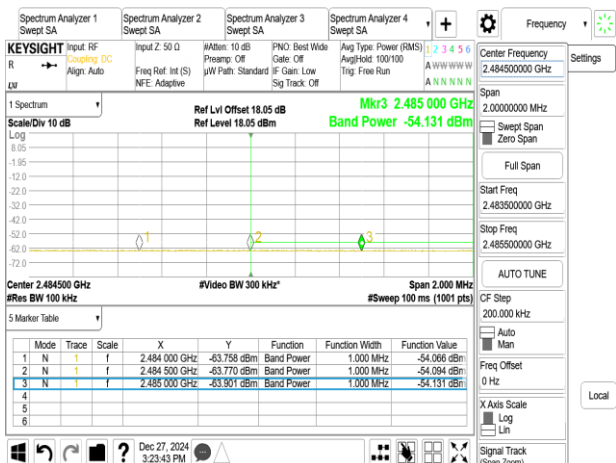 Spectrum Analyzer 1
Swept SA
Spectrum Analyzer 2
Swept SA
Spectrum Analyzer 3
Swept SA
Spectrum Analyzer 4
Swept SA
Frequency
KEYSIGHT
R
Input: RF
Coupling: DC
Align: Auto
Input Z: 50 Ω
Freq Ref: Int (S)
NFE: Adaptive
#Atten: 10 dB
Preamp: Off
µW Path: Standard
PNO: Best Wide
Gate: Off
IF Gain: Low
Sig Track: Off
Avg Type: Power (RMS)
Avg|Hold: 100/100
Trig: Free Run
1 2 3 4 5 6
A W W W W W
A N N N N N
1 Spectrum
Scale/Div 10 dB
Log
Ref Lvl Offset 18.05 dB
Ref Level 18.05 dBm
Mkr3 2.485 000 GHz
Band Power -54.131 dBm
8.05
-1.95
-12.0
-22.0
-32.0
-42.0
-52.0
-62.0
-72.0
1
2
3
Center 2.484500 GHz
#Video BW 300 kHz*
Span 2.000 MHz
#Res BW 100 kHz
#Sweep 100 ms (1001 pts)
5 Marker Table
Mode Trace Scale X Y Function Function Width Function Value
1 N 1 f 2.484 000 GHz -63.758 dBm Band Power 1.000 MHz -54.066 dBm
2 N 1 f 2.484 500 GHz -63.770 dBm Band Power 1.000 MHz -54.094 dBm
3 N 1 f 2.485 000 GHz -63.901 dBm Band Power 1.000 MHz -54.131 dBm
4
5
6
Dec 27, 2024
3:23:43 PM
Center Frequency
2.484500000 GHz
Settings
Span
2.00000000 MHz
Swept Span
Zero Span
Full Span
Start Freq
2.483500000 GHz
Stop Freq
2.485500000 GHz
AUTO TUNE
CF Step
200.000 kHz
Auto
Man
Freq Offset
0 Hz
X Axis Scale
Log
Lin
Local
Signal Track
(Span Zoom)